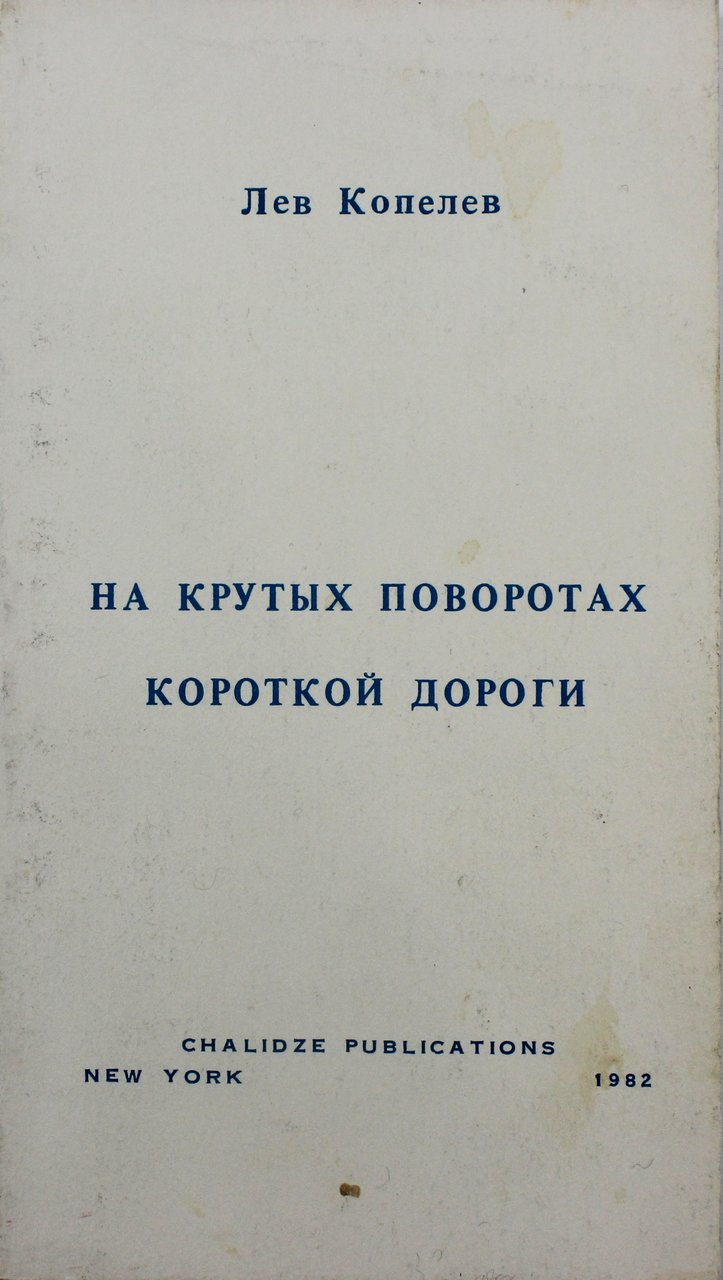 Лев Копелев
НА КРУТЫХ ПОВОРОТАХ
КОРОТКОЙ ДОРОГИ
CHALIDZE PUBLICATIONS
NEW YORK 1982